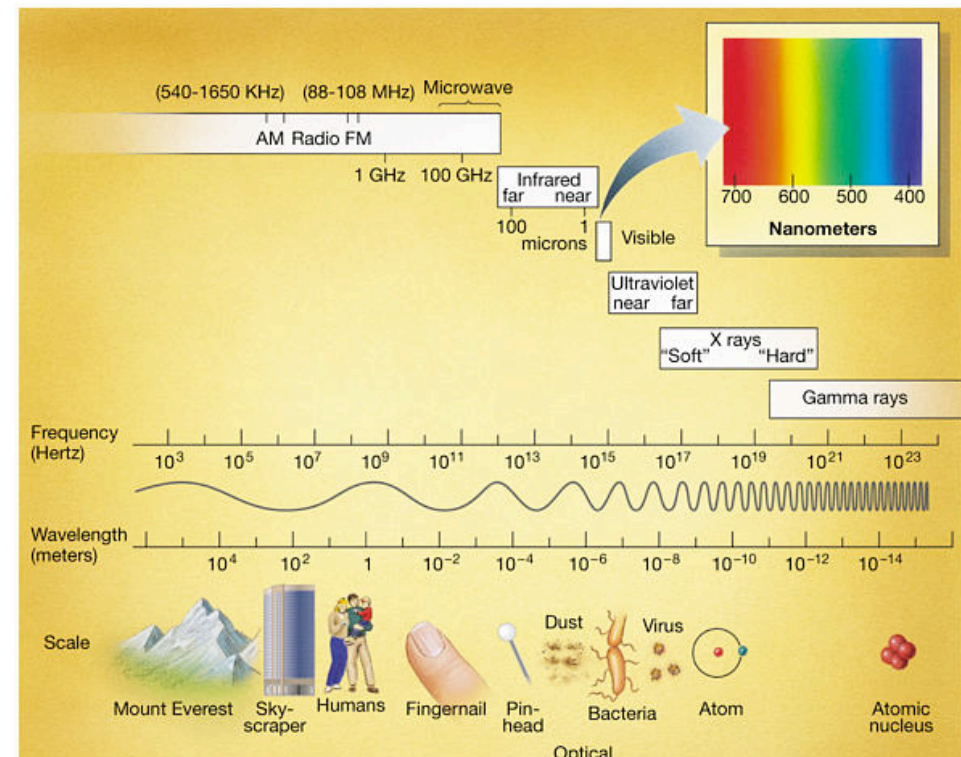 (540-1650 KHz) (88-108 MHz) Microwave
AM Radio FM
1 GHz 100 GHz
Infrared
far near
100 1
microns
Visible
700 600 500 400
Nanometers
Ultraviolet
near far
X rays
“Soft” “Hard”
Gamma rays
Frequency
(Hertz)
10³ 10⁵ 10⁷ 10⁹ 10¹¹ 10¹³ 10¹⁵ 10¹⁷ 10¹⁹ 10²¹ 10²³
Wavelength
(meters)
10⁴ 10² 1 10⁻² 10⁻⁴ 10⁻⁶ 10⁻⁸ 10⁻¹⁰ 10⁻¹² 10⁻¹⁴
Scale
Mount Everest
Sky-
scraper
Humans
Fingernail
Pin-
head
Dust
Bacteria
Virus
Atom
Atomic
nucleus
Optical